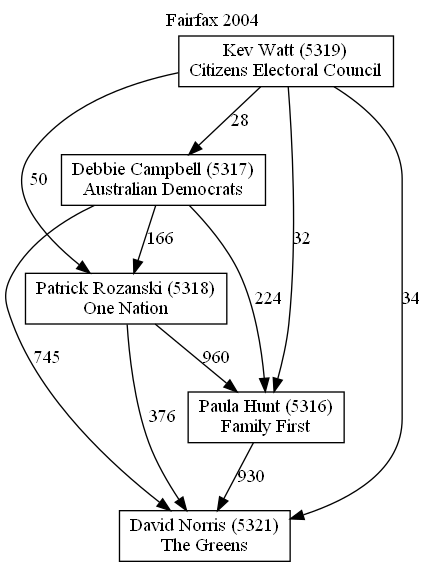 Fairfax 2004
Kev Watt (5319)
Citizens Electoral Council
28
Debbie Campbell (5317)
Australian Democrats
50
166
32
Patrick Rozanski (5318)
One Nation
224
34
745
960
376
Paula Hunt (5316)
Family First
930
David Norris (5321)
The Greens